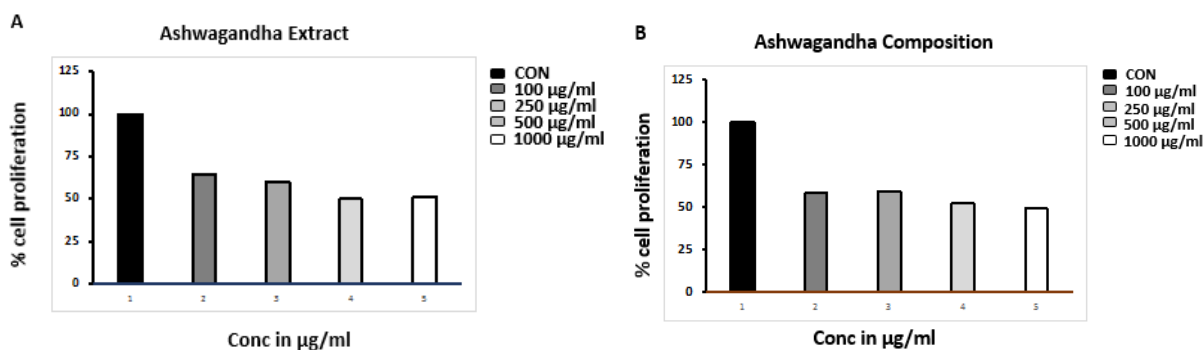 A
Ashwagandha Extract
% cell proliferation
125
100
75
50
25
0
1 2 3 4 5
Conc in µg/ml
CON
100 µg/ml
250 µg/ml
500 µg/ml
1000 µg/ml
B
Ashwagandha Composition
% cell proliferation
125
100
75
50
25
0
1 2 3 4 5
Conc in µg/ml
CON
100 µg/ml
250 µg/ml
500 µg/ml
1000 µg/ml